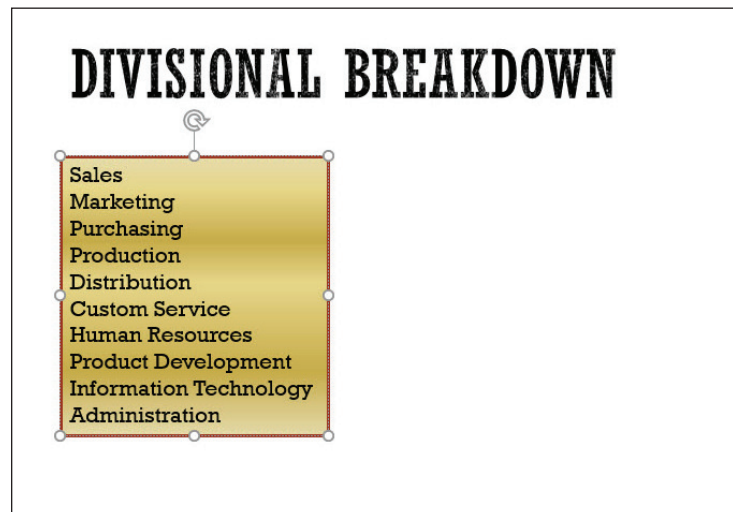 DIVISIONAL BREAKDOWN
Sales
Marketing
Purchasing
Production
Distribution
Custom Service
Human Resources
Product Development
Information Technology
Administration